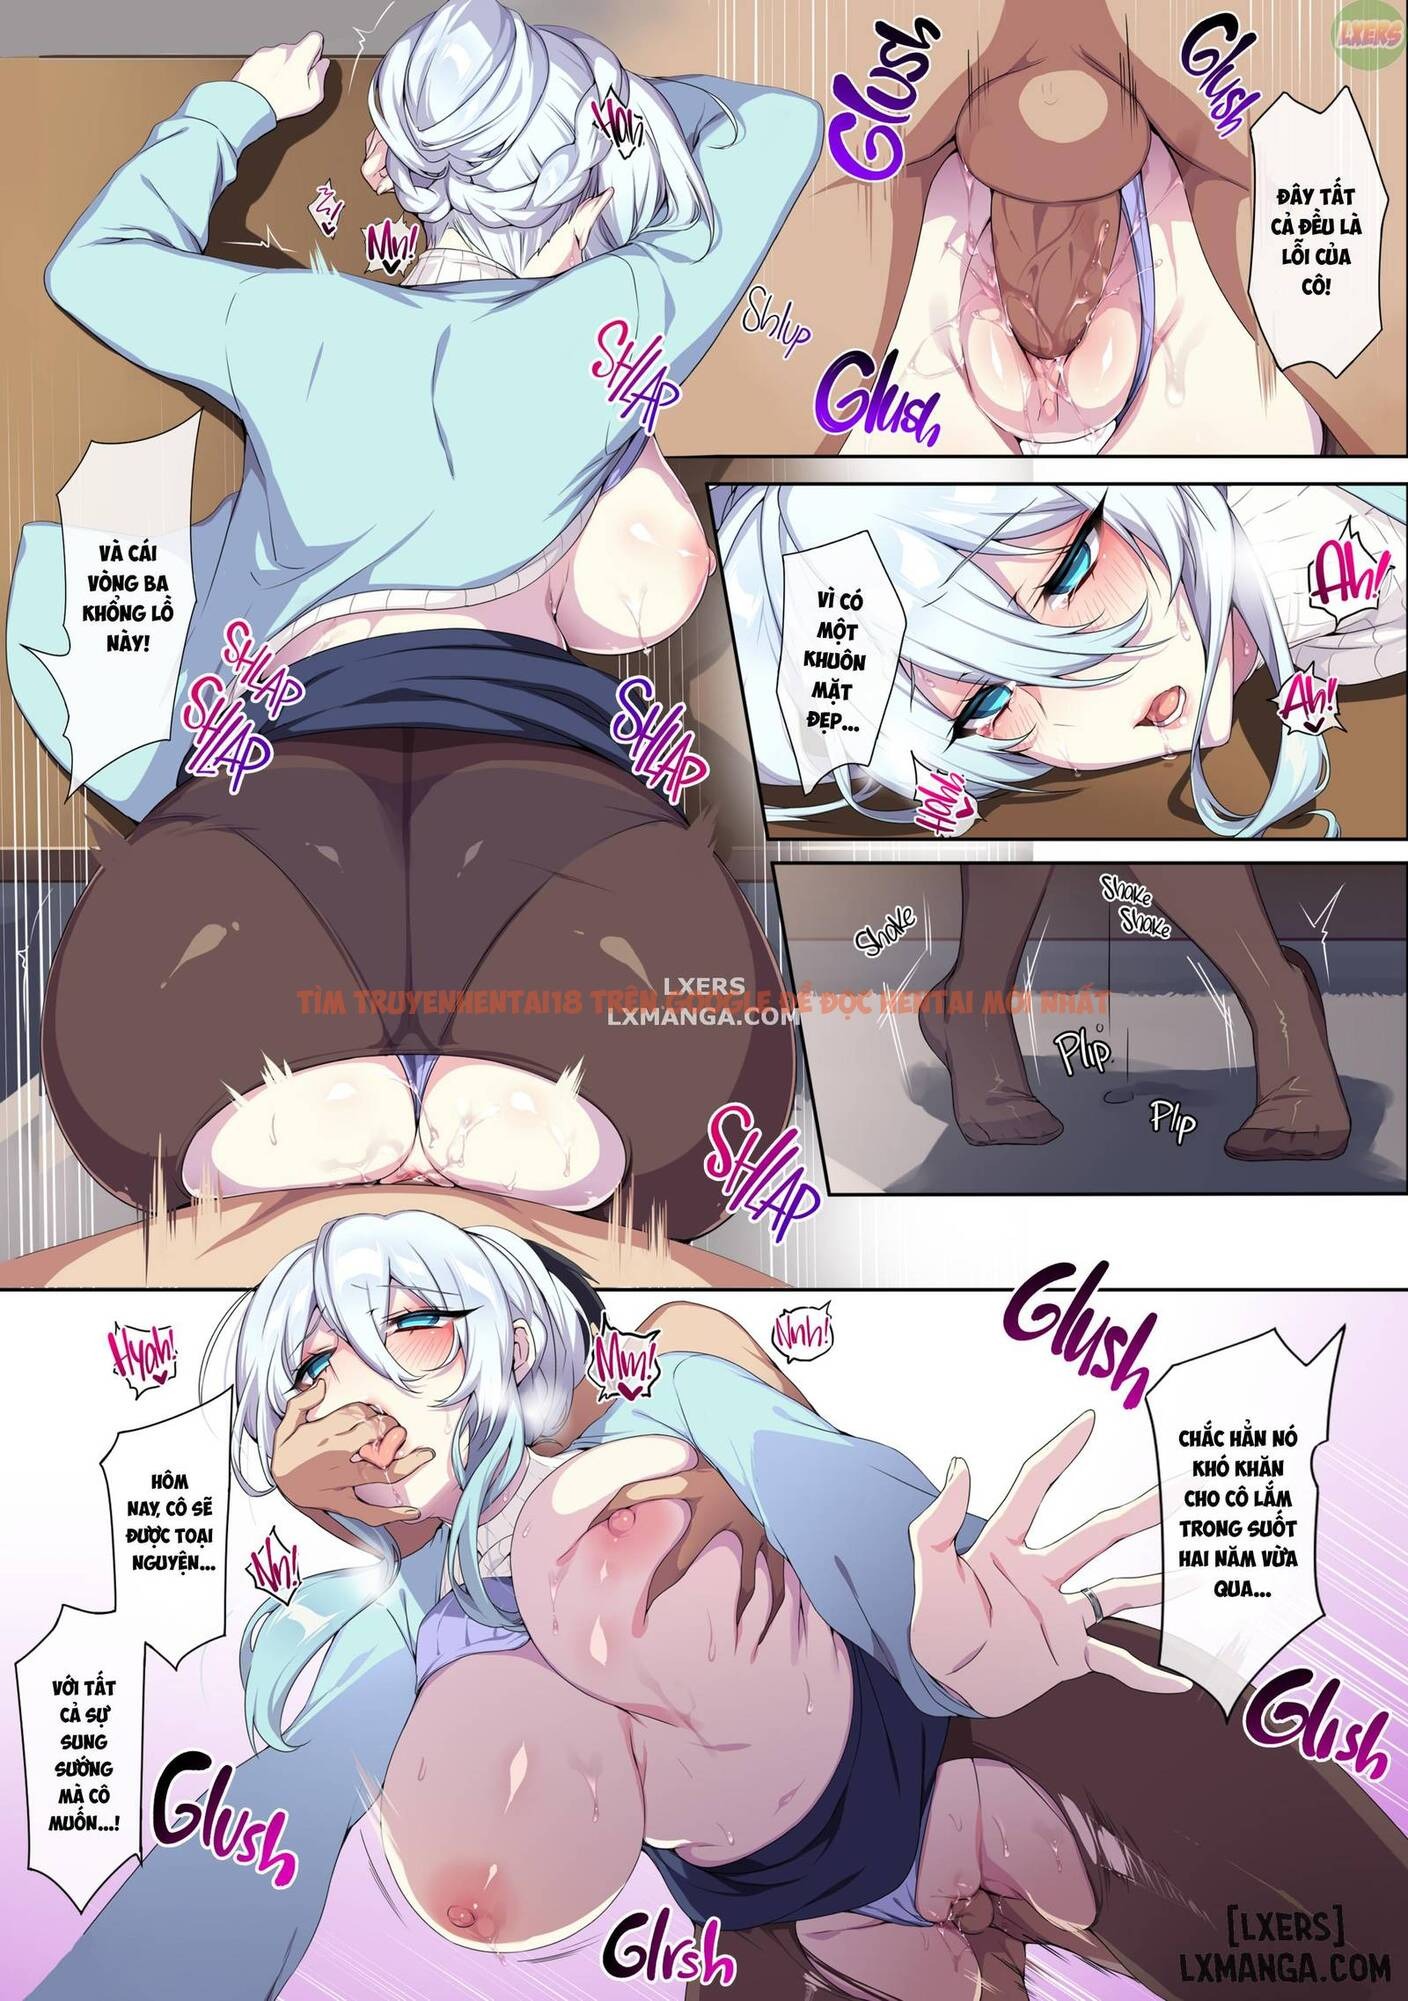 LXERS
Glush
Glush
ĐÂY TẤT
CẢ ĐỀU LÀ
LỖI CỦA
CÔ!
Hah
Mn!
Shlup
Glush
SHLAP
SHLAP
VÌ CÓ
MỘT
KHUÔN
MẶT
ĐẸP...
Ah!
Ah!
Hahh
VÀ CÁI
VÒNG BA
KHỔNG LỒ
NÀY!
SHLAP
SHLAP
SHLAP
Shake
Shake
Shake
LXERS
TÌM TRUYENHENTAI18 TRÊN GOOGLE ĐỂ ĐỌC HENTAI MỚI NHẤT
LXMANGA.COM
Plip
Plip
SHLAP
Glush
Hyah!
Mm!
Nnh!
CHẮC HẲN NÓ
KHÓ KHĂN
CHO CÔ LẮM
TRONG SUỐT
HAI NĂM VỪA
QUA...
HÔM
NAY, CÔ SẼ
ĐƯỢC TOẠI
NGUYỆN...
Nh!
VỚI TẤT
CẢ SỰ
SUNG
SƯỚNG
MÀ CÔ
MUỐN...!
Glush
Glrsh
Glrsh
[LXERS]
LXMANGA.COM